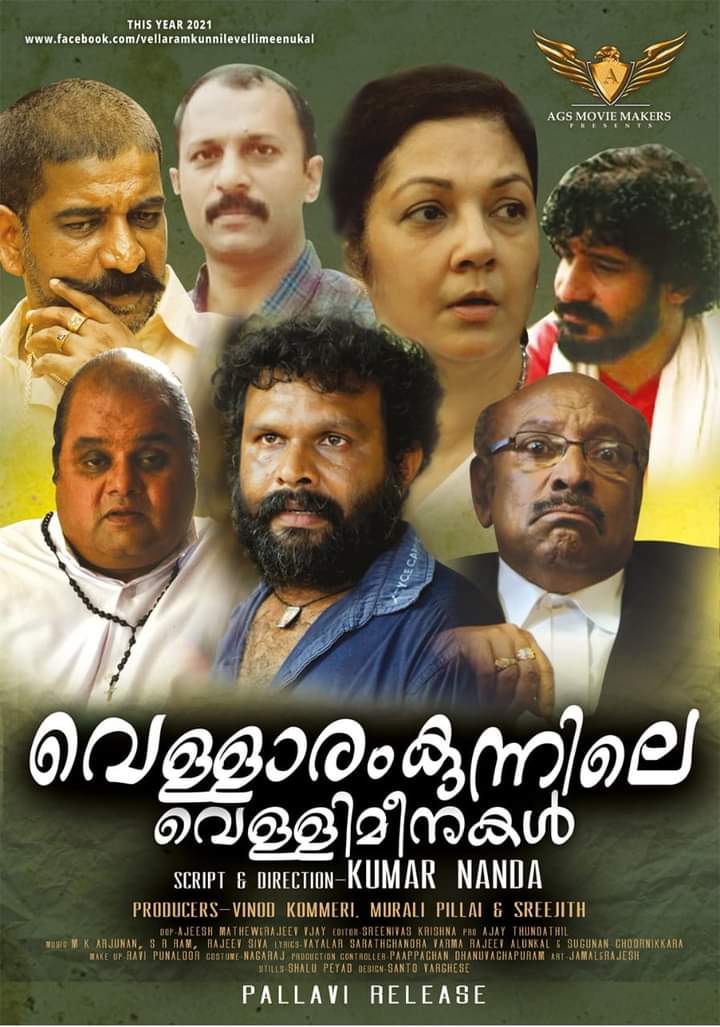 THIS YEAR 2021
www.facebook.com/vellaramkunnilevellimeenukal
A
AGS MOVIE MAKERS
PRESENTS
വെള്ളാരംകുന്നിലെ
വെള്ളിമീനുകൾ
SCRIPT & DIRECTION-KUMAR NANDA
PRODUCERS-VINOD KOMMERI, MURALI PILLAI & SREEJITH
DOP-AJEESH MATHEW&RAJEEV VIJAY EDITOR-SREENIVAS KRISHNA PRO AJAY THUNDATHIL
MUSIC-M K ARJUNAN, S R RAM, RAJEEV SIVA LYRICS-VAYALAR SARATHCHANDRA VARMA RAJEEV ALUNKAL & SUGUNAN CHOORNIKKARA
MAKE UP-RAVI PUNALOOR COSTUME-NAGARAJ PRODUCTION CONTROLLER-PAAPPACHAN DHANUVACHAPURAM ART-JAMAL&RAJESH
STILLS-SHALU PEYAD DESIGN-SANTO VARGHESE
PALLAVI RELEASE